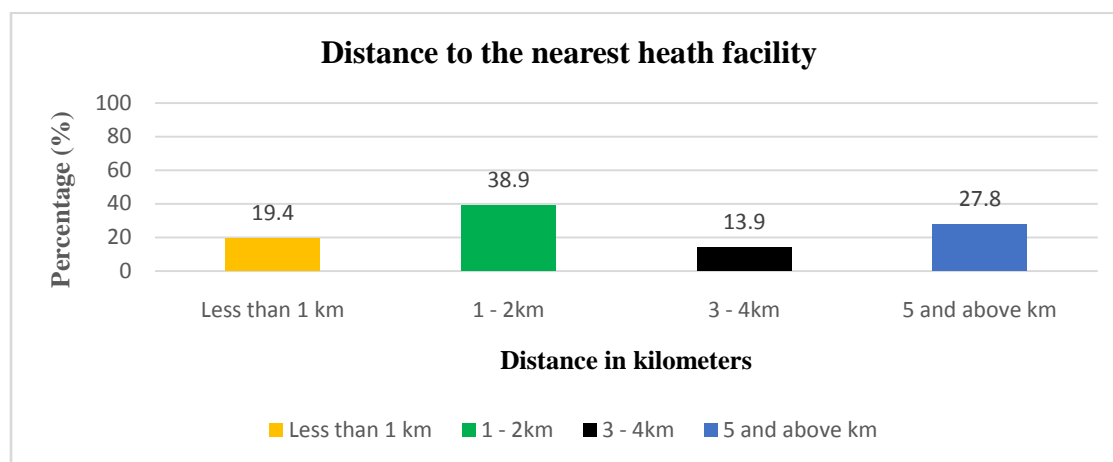 Distance to the nearest heath facility
Percentage (%)
100
80
60
40
20
0
19.4
38.9
13.9
27.8
Less than 1 km
1 - 2km
3 - 4km
5 and above km
Distance in kilometers
Less than 1 km
1 - 2km
3 - 4km
5 and above km